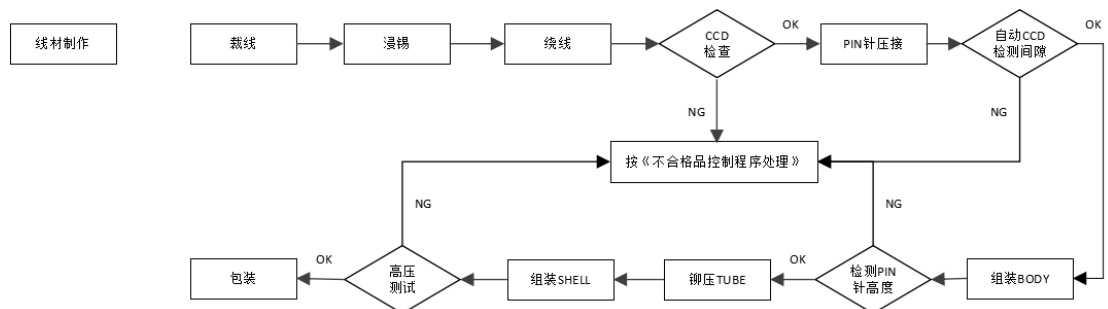 线材制作
裁线
浸锡
绕线
CCD
检查
OK
PIN针压接
自动CCD
检测间隙
OK
NG
NG
按《不合格品控制程序处理》
NG
NG
包装
OK
高压
测试
组装SHELL
铆压TUBE
OK
检测PIN
针高度
组装BODY